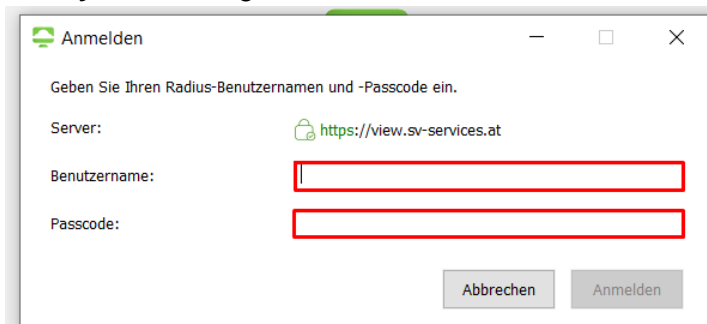 Anmelden
Geben Sie Ihren Radius-Benutzernamen und -Passcode ein.
Server: https://view.sv-services.at
Benutzername:
Passcode:
Abbrechen Anmelden